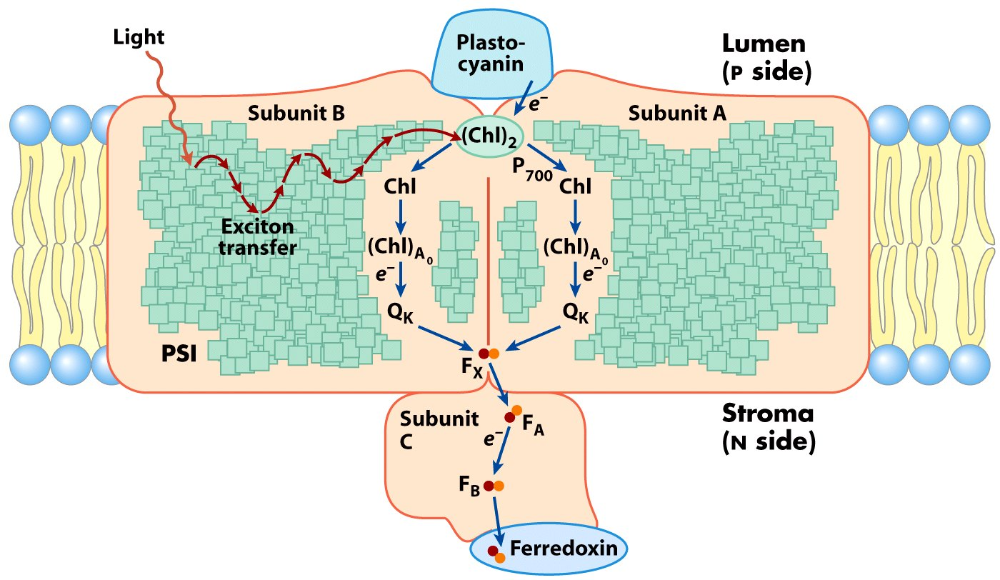 Light
Plasto-
cyanin
Lumen
(P side)
e–
Subunit B
Subunit A
(Chl)2
P700
Chl
Chl
Exciton
transfer
(Chl)A0
(Chl)A0
e–
e–
QK
QK
PSI
FX
Subunit
C
FA
e–
Stroma
(N side)
FB
Ferredoxin